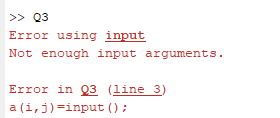 >> Q3
Error using input
Not enough input arguments.
Error in Q3 (line 3)
a(i,j)=input();